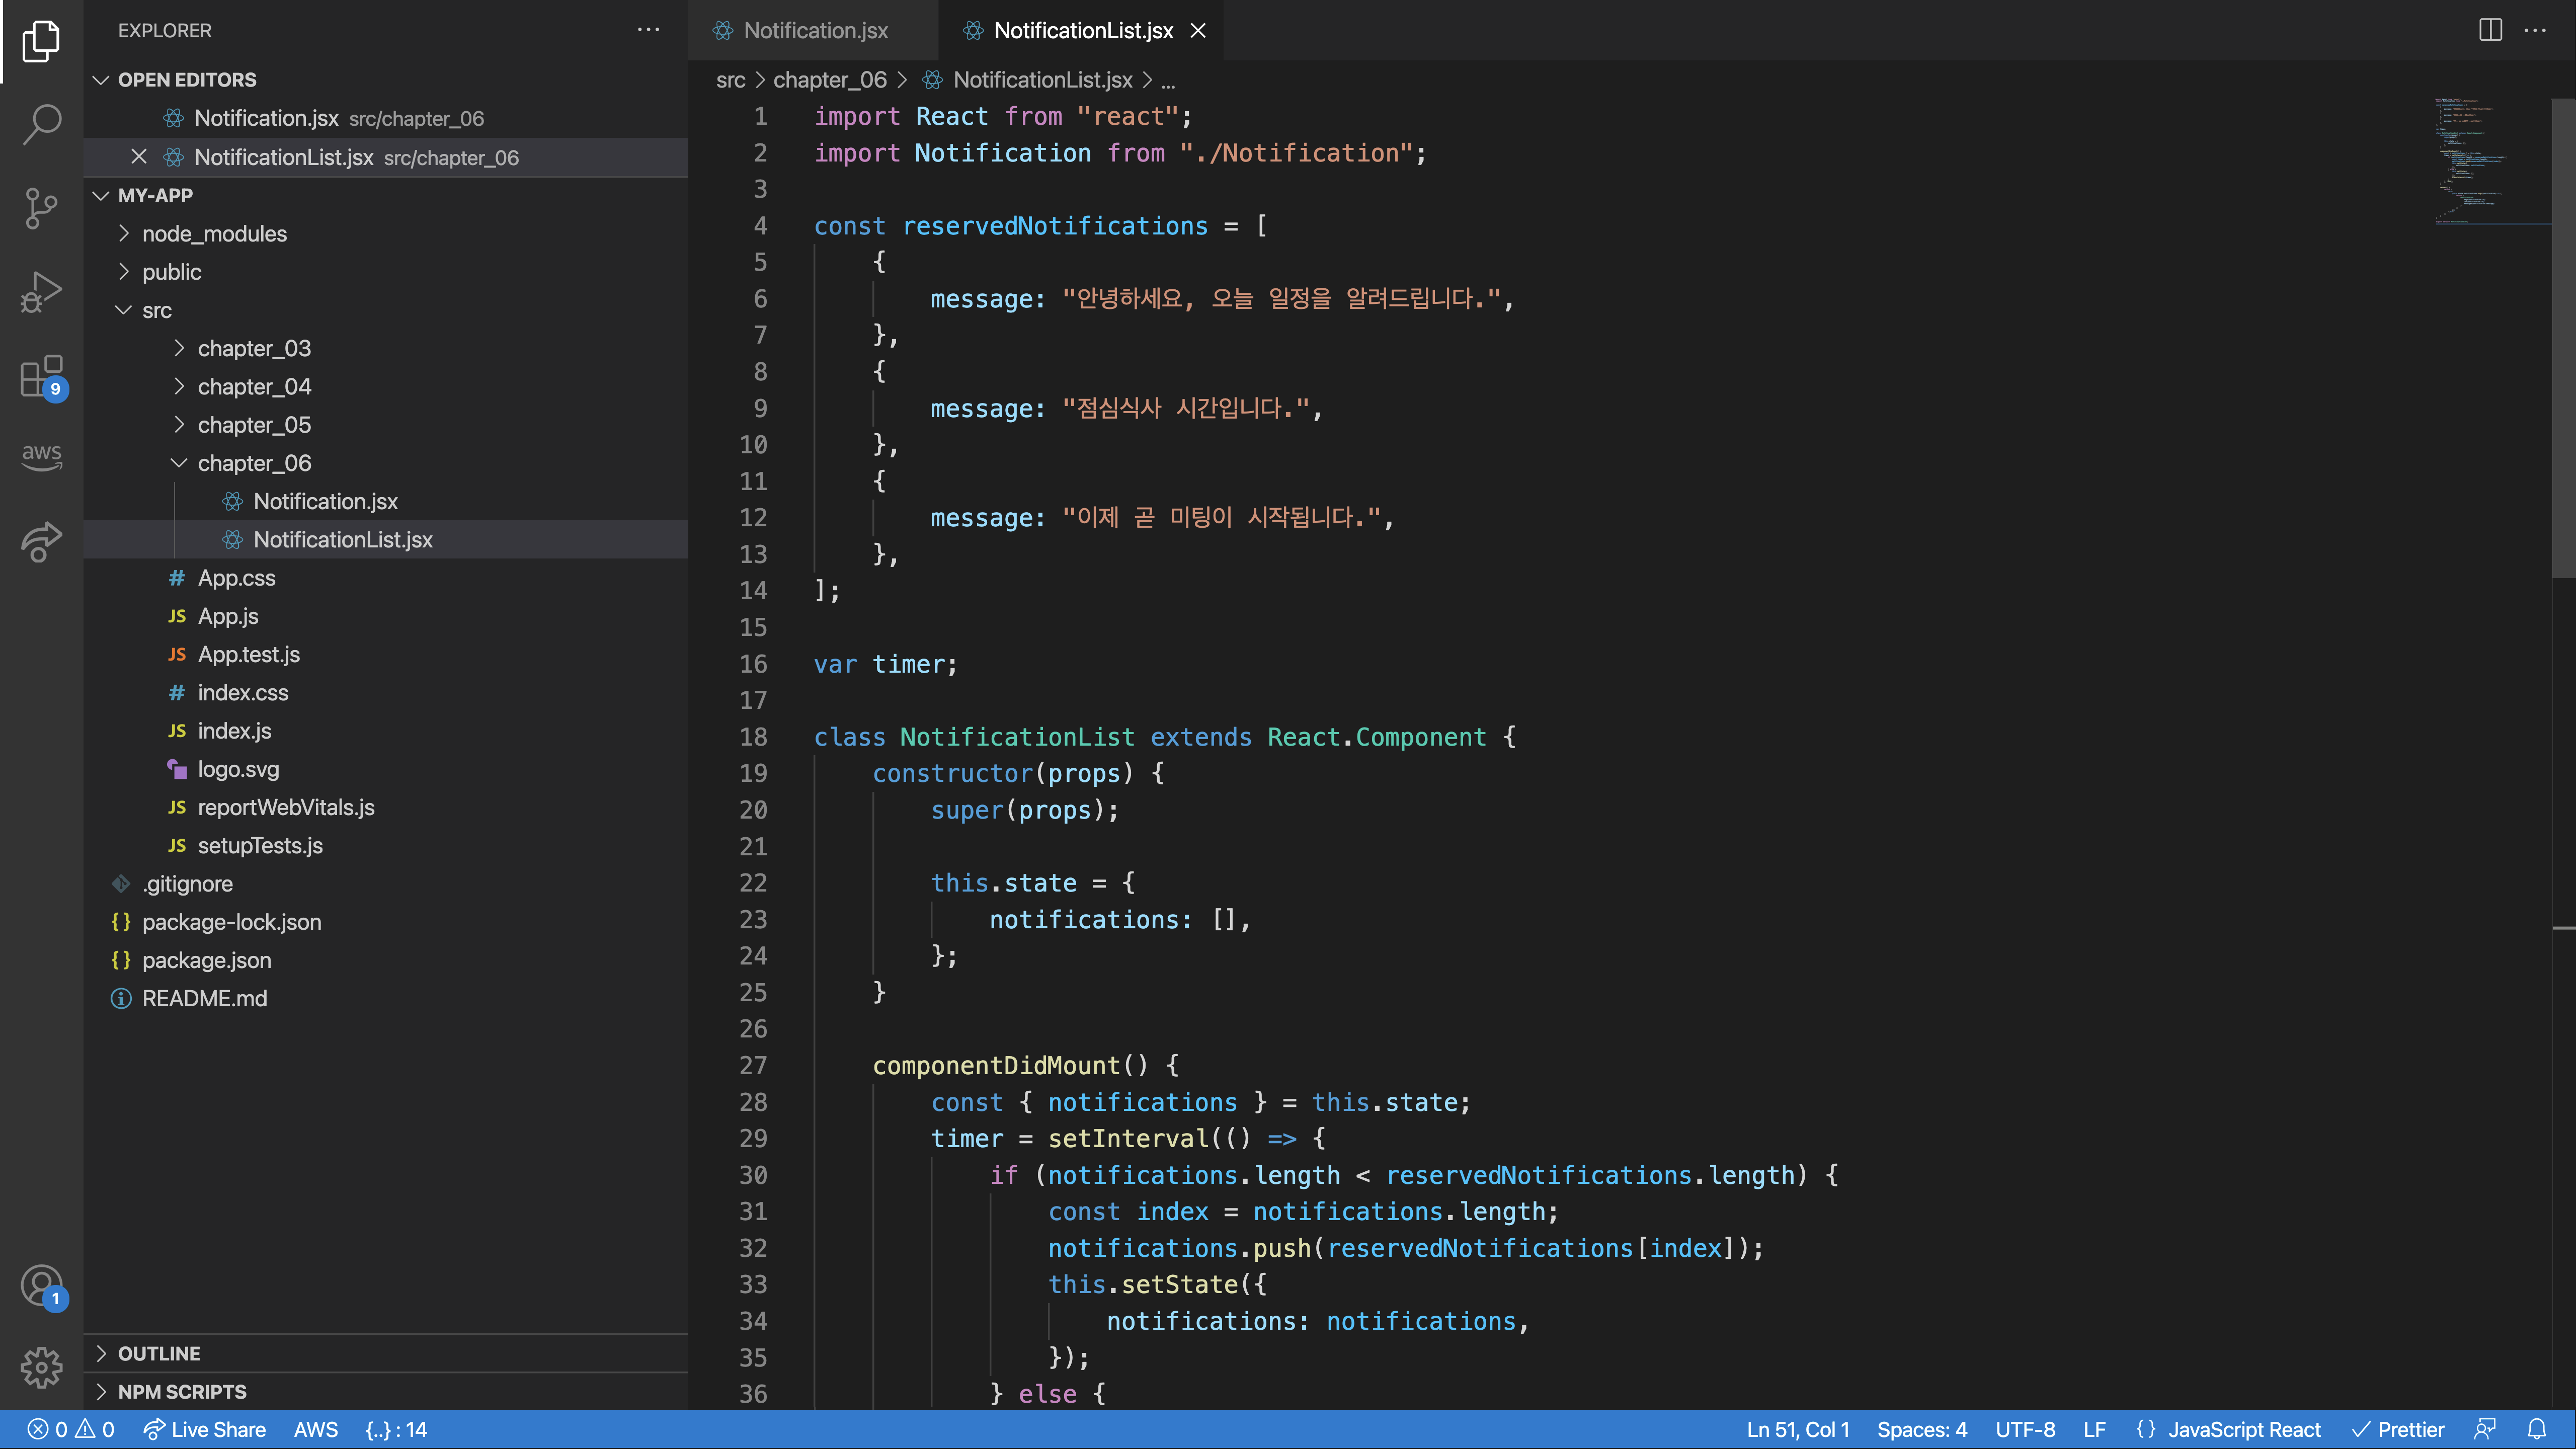 EXPLORER
OPEN EDITORS
Notification.jsx src/chapter_06
NotificationList.jsx src/chapter_06
MY-APP
node_modules
public
src
chapter_03
chapter_04
chapter_05
chapter_06
Notification.jsx
NotificationList.jsx
# App.css
JS App.js
JS App.test.js
# index.css
JS index.js
logo.svg
JS reportWebVitals.js
JS setupTests.js
.gitignore
{} package-lock.json
{} package.json
README.md
OUTLINE
NPM SCRIPTS
9
aws
1
Notification.jsx
NotificationList.jsx
src > chapter_06 > NotificationList.jsx > ...
1 import React from "react";
2 import Notification from "./Notification";
3
4 const reservedNotifications = [
5 {
6 message: "안녕하세요, 오늘 일정을 알려드립니다.",
7 },
8 {
9 message: "점심식사 시간입니다.",
10 },
11 {
12 message: "이제 곧 미팅이 시작됩니다.",
13 },
14 ];
15
16 var timer;
17
18 class NotificationList extends React.Component {
19 constructor(props) {
20 super(props);
21
22 this.state = {
23 notifications: [],
24 };
25 }
26
27 componentDidMount() {
28 const { notifications } = this.state;
29 timer = setInterval(() => {
30 if (notifications.length < reservedNotifications.length) {
31 const index = notifications.length;
32 notifications.push(reservedNotifications[index]);
33 this.setState({
34 notifications: notifications,
35 });
36 } else {
0 0 Live Share AWS {..} : 14
Ln 51, Col 1 Spaces: 4 UTF-8 LF {} JavaScript React Prettier